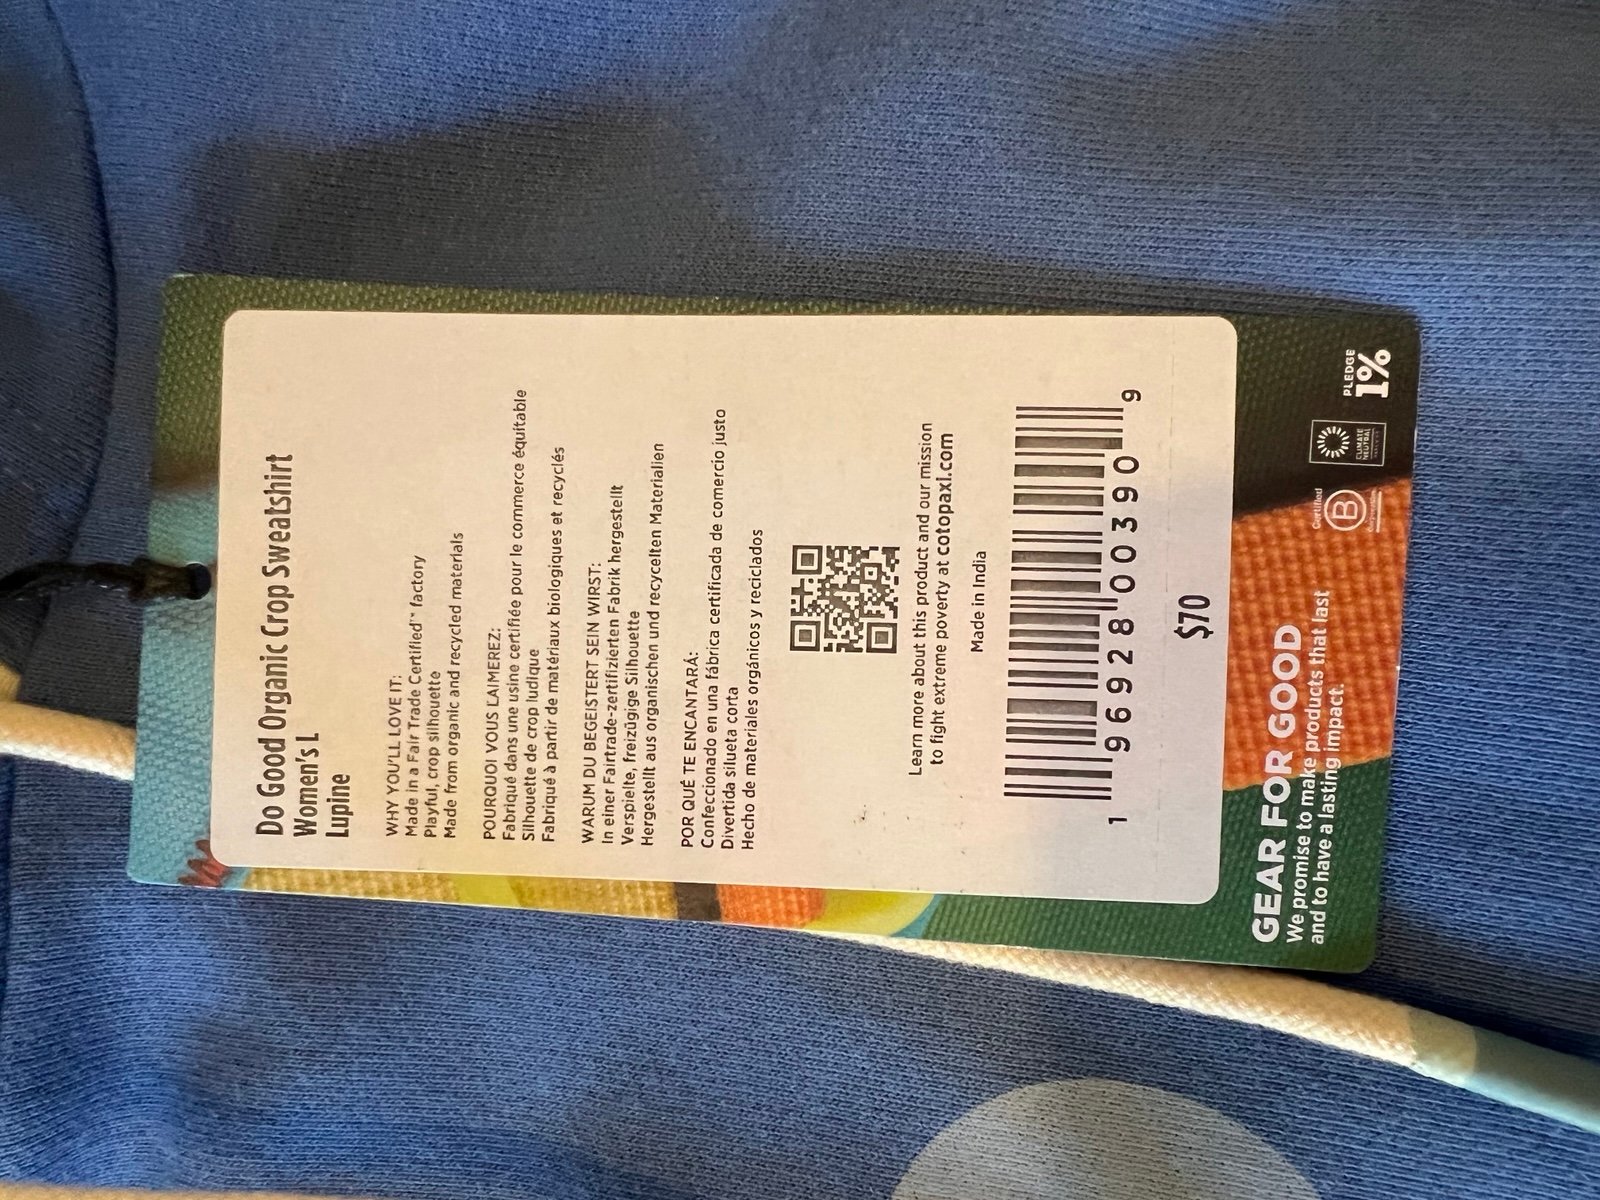 Do Good Organic Crop Sweatshirt
Women's L
Lupine
WHY YOU'LL LOVE IT:
Made in a Fair Trade Certified™ factory
Playful, crop silhouette
Made from organic and recycled materials
POURQUOI VOUS L'AIMEREZ:
Fabriqué dans une usine certifiée pour le commerce équitable
Silhouette de crop ludique
Fabriqué à partir de matériaux biologiques et recyclés
WARUM DU BEGEISTERT SEIN WIRST:
In einer Fairtrade-zertifizierten Fabrik hergestellt
Verspielte, freizügige Silhouette
Hergestellt aus organischen und recycelten Materialien
POR QUÉ TE ENCANTARÁ:
Confeccionado en una fábrica certificada de comercio justo
Divertida silueta corta
Hecho de materiales orgánicos y reciclados
Learn more about this product and our mission
to fight extreme poverty at cotopaxi.com
Made in India
1 96928 00390 9
$70
GEAR FOR GOOD
We promise to make products that last
and to have a lasting impact.
Certified
B
CLIMATE
NEUTRAL
PLEDGE
1%